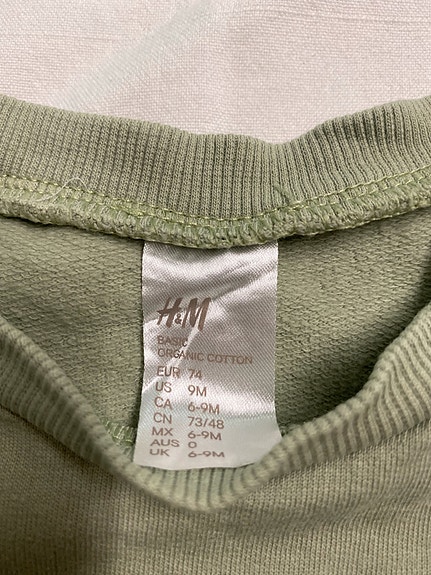 H&M
BASIC
ORGANIC COTTON
EUR 74
US 9M
CA 6-9M
CN 73/48
MX 6-9M
AUS 0
UK 6-9M